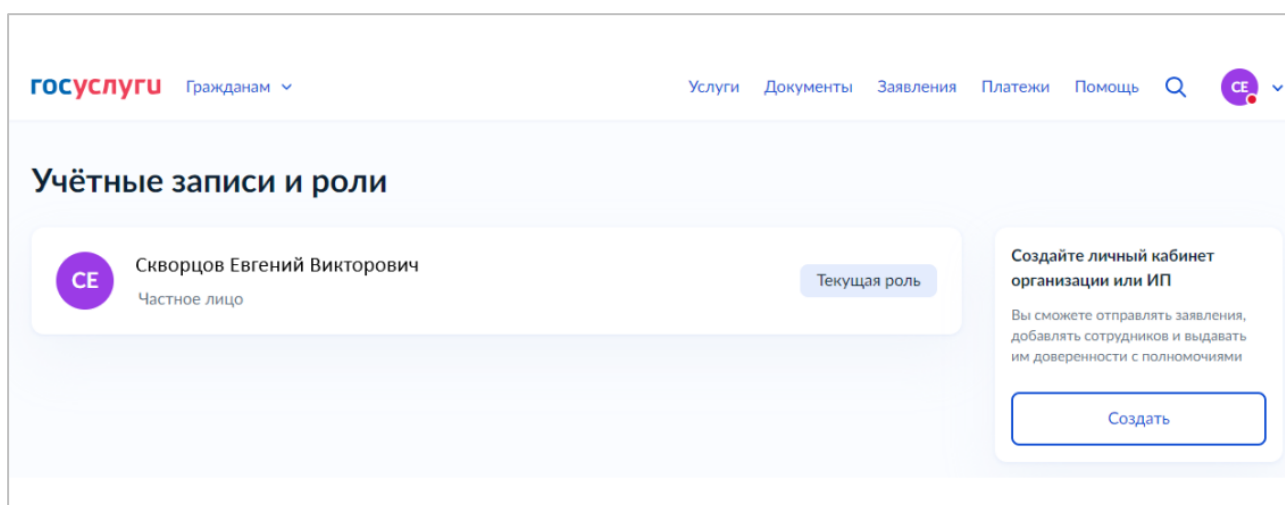 госуслуги Гражданам Услуги Документы Заявления Платежи Помощь СЕ
Учётные записи и роли
СЕ Скворцов Евгений Викторович
Частное лицо
Текущая роль
Создайте личный кабинет
организации или ИП
Вы сможете отправлять заявления,
добавлять сотрудников и выдавать
им доверенности с полномочиями
Создать